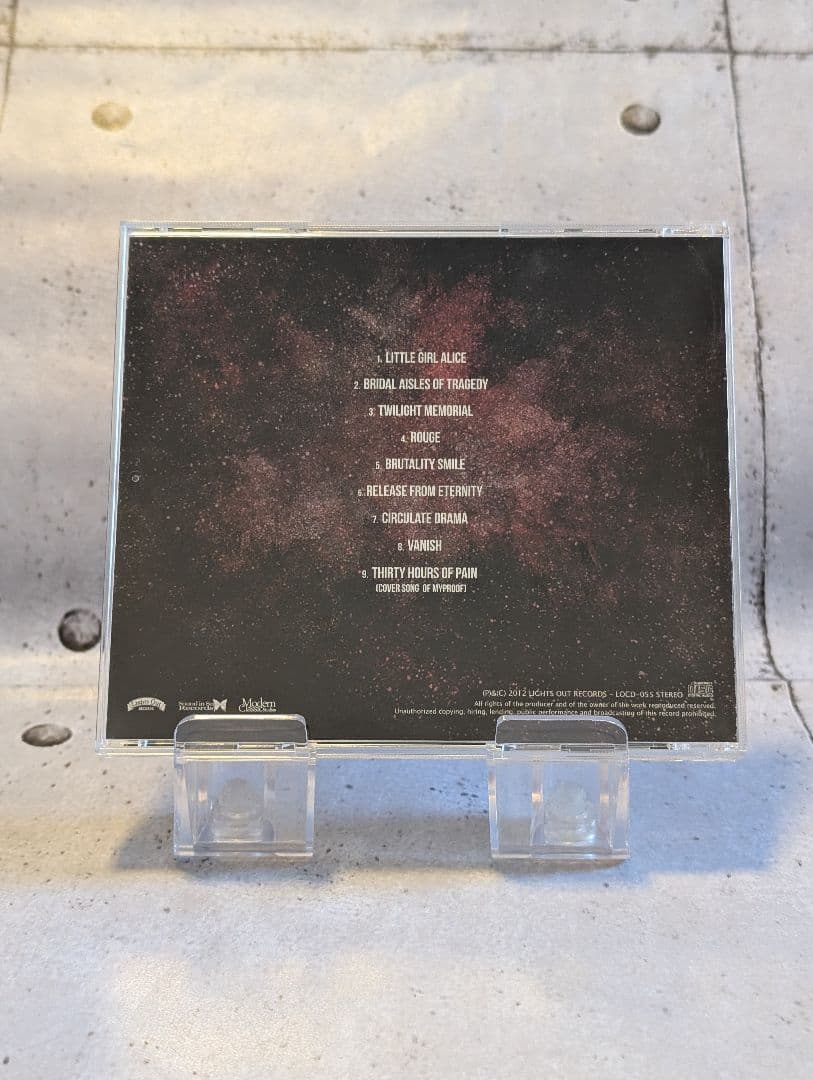 1. LITTLE GIRL ALICE
2. BRIDAL AISLES OF TRAGEDY
3. TWILIGHT MEMORIAL
4. ROUGE
5. BRUTALITY SMILE
6. RELEASE FROM ETERNITY
7. CIRCULATE DRAMA
8. VANISH
9. THIRTY HOURS OF PAIN
(COVER SONG OF MYPROOF)
Records
Modern
(P)&(C) 2012 LIGHTS OUT RECORDS - LOCD-055 STEREO
All rights of the producer and of the owner of the work reproduced reserved.
Unauthorized copying, hiring, lending, public performance and broadcasting of this record prohibited.